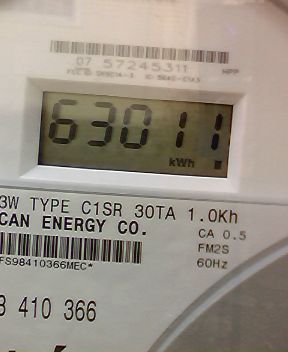 07 57245311
63011
kWh
3W TYPE C1SR 30TA 1.0Kh
CAN ENERGY CO.
CA 0.5
FM2S
60Hz
FS98410366MEC*
8 410 366